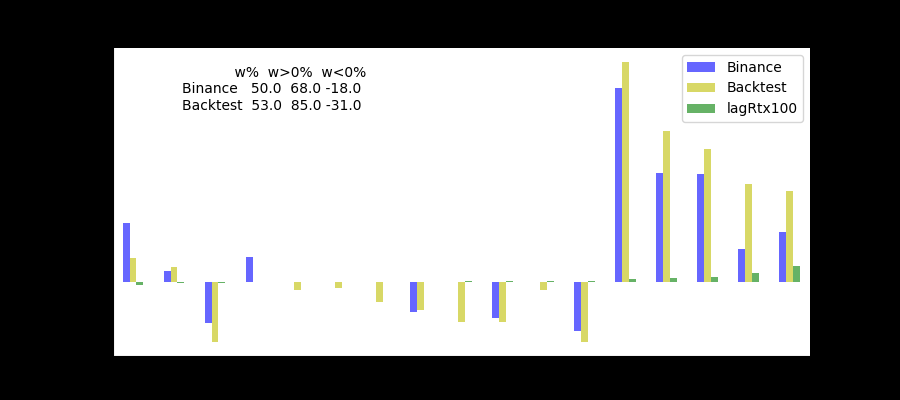 w% w>0% w<0%
Binance 50.0 68.0 -18.0
Backtest 53.0 85.0 -31.0
Binance
Backtest
lagRtx100